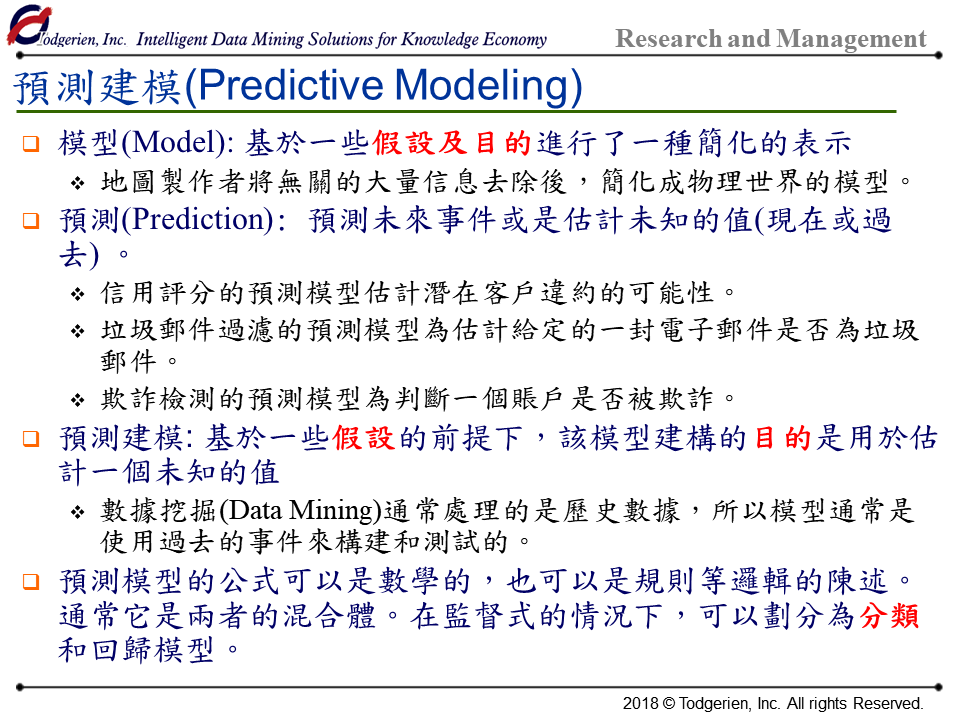 Todgerien, Inc. Intelligent Data Mining Solutions for Knowledge Economy
Research and Management
預測建模(Predictive Modeling)
模型(Model): 基於一些假設及目的進行了一種簡化的表示
地圖製作者將無關的大量信息去除後，簡化成物理世界的模型。
預測(Prediction): 預測未來事件或是估計未知的值(現在或過
去) 。
信用評分的預測模型估計潛在客戶違約的可能性。
垃圾郵件過濾的預測模型為估計給定的一封電子郵件是否為垃圾
郵件。
欺詐檢測的預測模型為判斷一個賬戶是否被欺詐。
預測建模: 基於一些假設的前提下，該模型建構的目的是用於估
計一個未知的值
數據挖掘(Data Mining)通常處理的是歷史數據，所以模型通常是
使用過去的事件來構建和測試的。
預測模型的公式可以是數學的，也可以是規則等邏輯的陳述。
通常它是兩者的混合體。在監督式的情況下，可以劃分為分類
和回歸模型。
2018 © Todgerien, Inc. All rights Reserved.